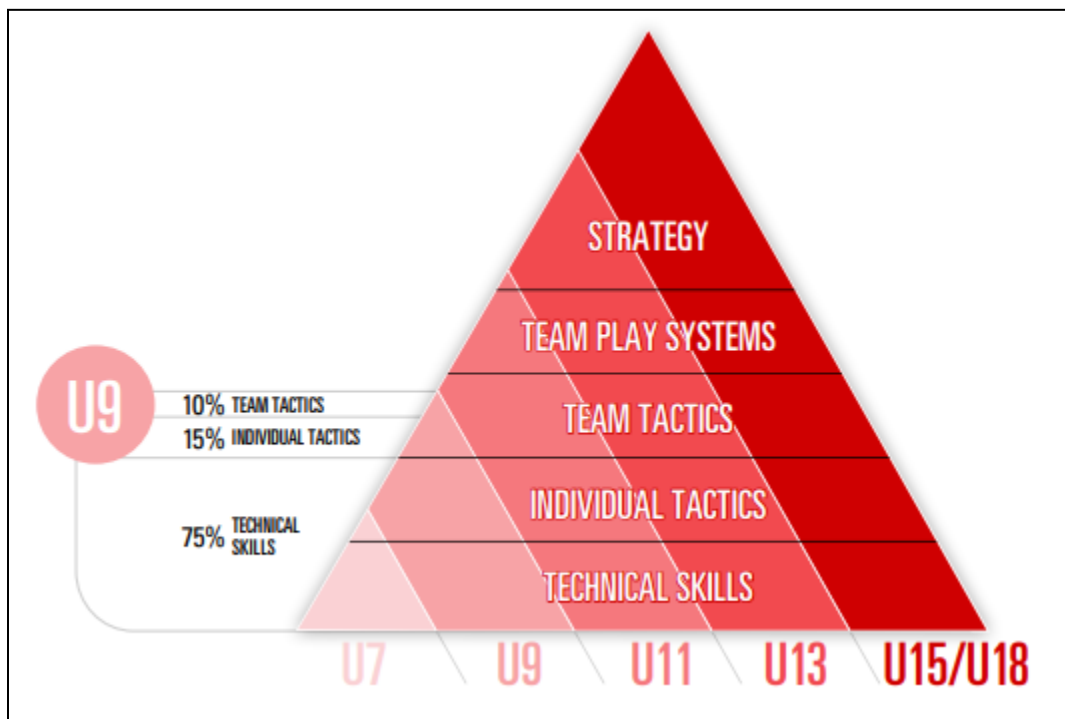 STRATEGY
TEAM PLAY SYSTEMS
TEAM TACTICS
INDIVIDUAL TACTICS
TECHNICAL SKILLS
U9
10% TEAM TACTICS
15% INDIVIDUAL TACTICS
75% TECHNICAL
SKILLS
U7 U9 U11 U13 U15/U18